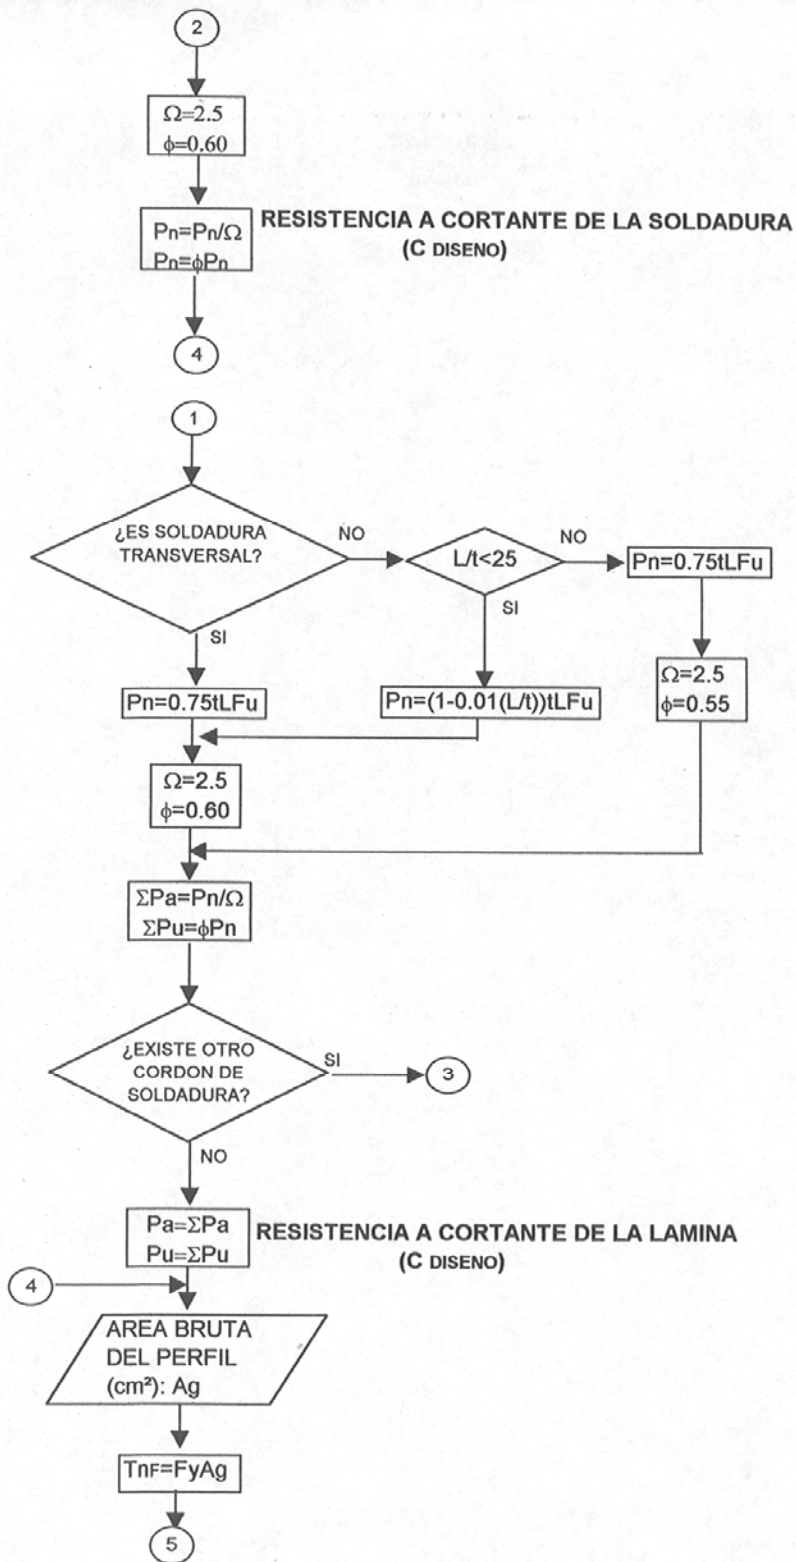 2
Ω=2.5
ϕ=0.60
Pn=Pn/Ω
Pn=ϕPn
RESISTENCIA A CORTANTE DE LA SOLDADURA
(C DISENO)
4
1
¿ES SOLDADURA
TRANSVERSAL?
NO
L/t<25
NO
Pn=0.75tLFu
SI
SI
Pn=0.75tLFu
Pn=(1-0.01(L/t))tLFu
Ω=2.5
ϕ=0.55
Ω=2.5
ϕ=0.60
ΣPa=Pn/Ω
ΣPu=ϕPn
¿EXISTE OTRO
CORDON DE
SOLDADURA?
SI
3
NO
Pa=ΣPa
Pu=ΣPu
RESISTENCIA A CORTANTE DE LA LAMINA
(C DISENO)
4
AREA BRUTA
DEL PERFIL
(cm²): Ag
TnF=FyAg
5